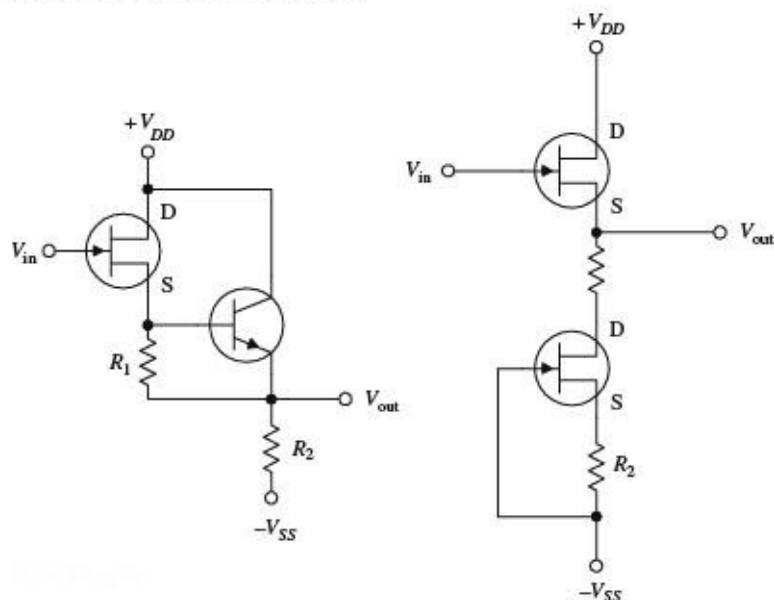 +V_DD
D
V_in
S
R_1
V_out
R_2
−V_SS
+V_DD
D
V_in
S
V_out
D
S
R_2
−V_SS